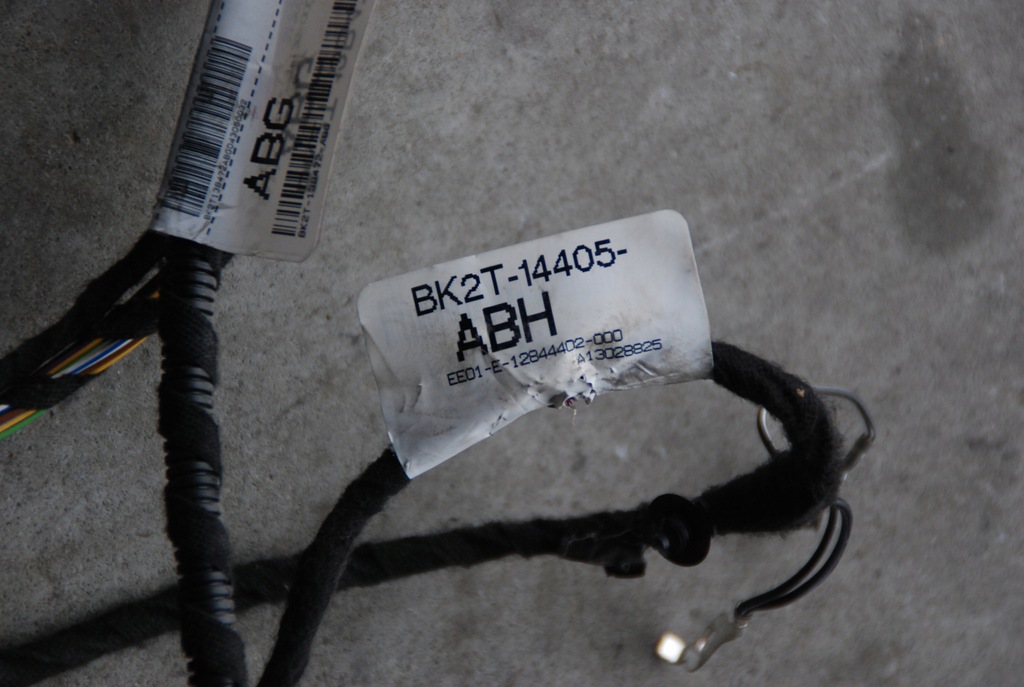 ABG
BK2T-14405-
ABH
EE01-E-12844402-000
A13028825